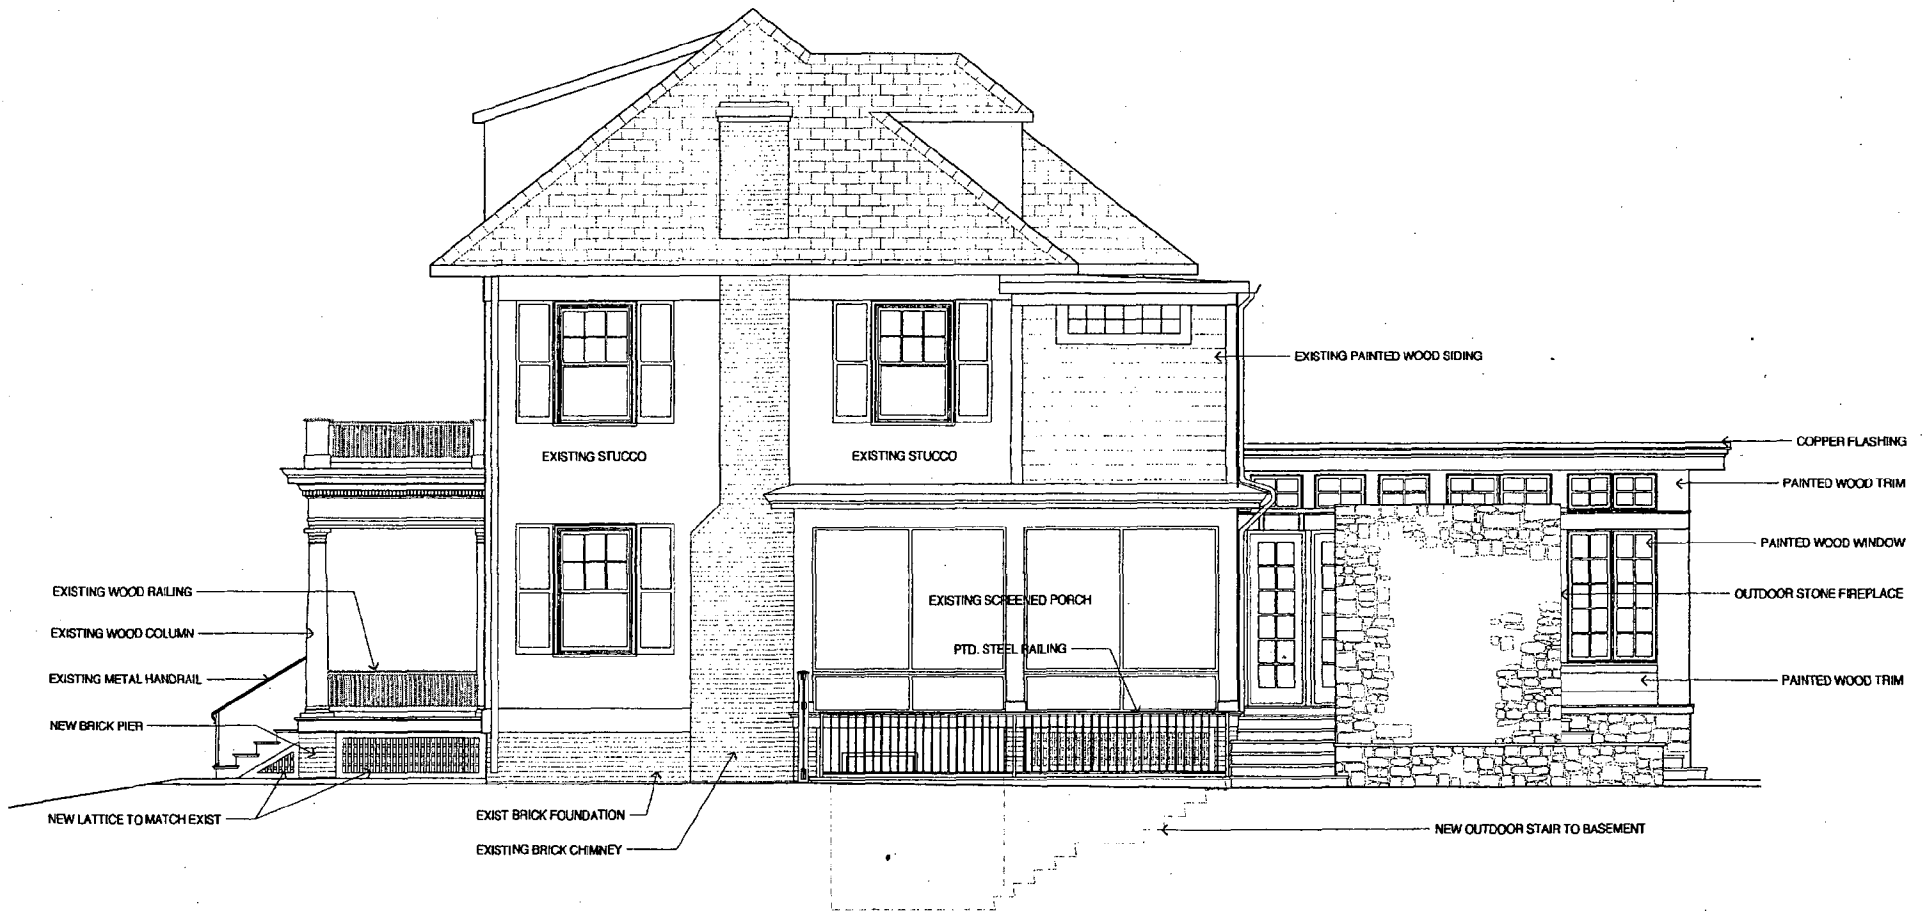 EXISTING PAINTED WOOD SIDING
COPPER FLASHING
EXISTING STUCCO
EXISTING STUCCO
PAINTED WOOD TRIM
PAINTED WOOD WINDOW
EXISTING WOOD RAILING
EXISTING SCREENED PORCH
OUTDOOR STONE FIREPLACE
EXISTING WOOD COLUMN
PTD. STEEL RAILING
EXISTING METAL HANDRAIL
PAINTED WOOD TRIM
NEW BRICK PIER
NEW LATTICE TO MATCH EXIST
EXIST BRICK FOUNDATION
NEW OUTDOOR STAIR TO BASEMENT
EXISTING BRICK CHIMNEY